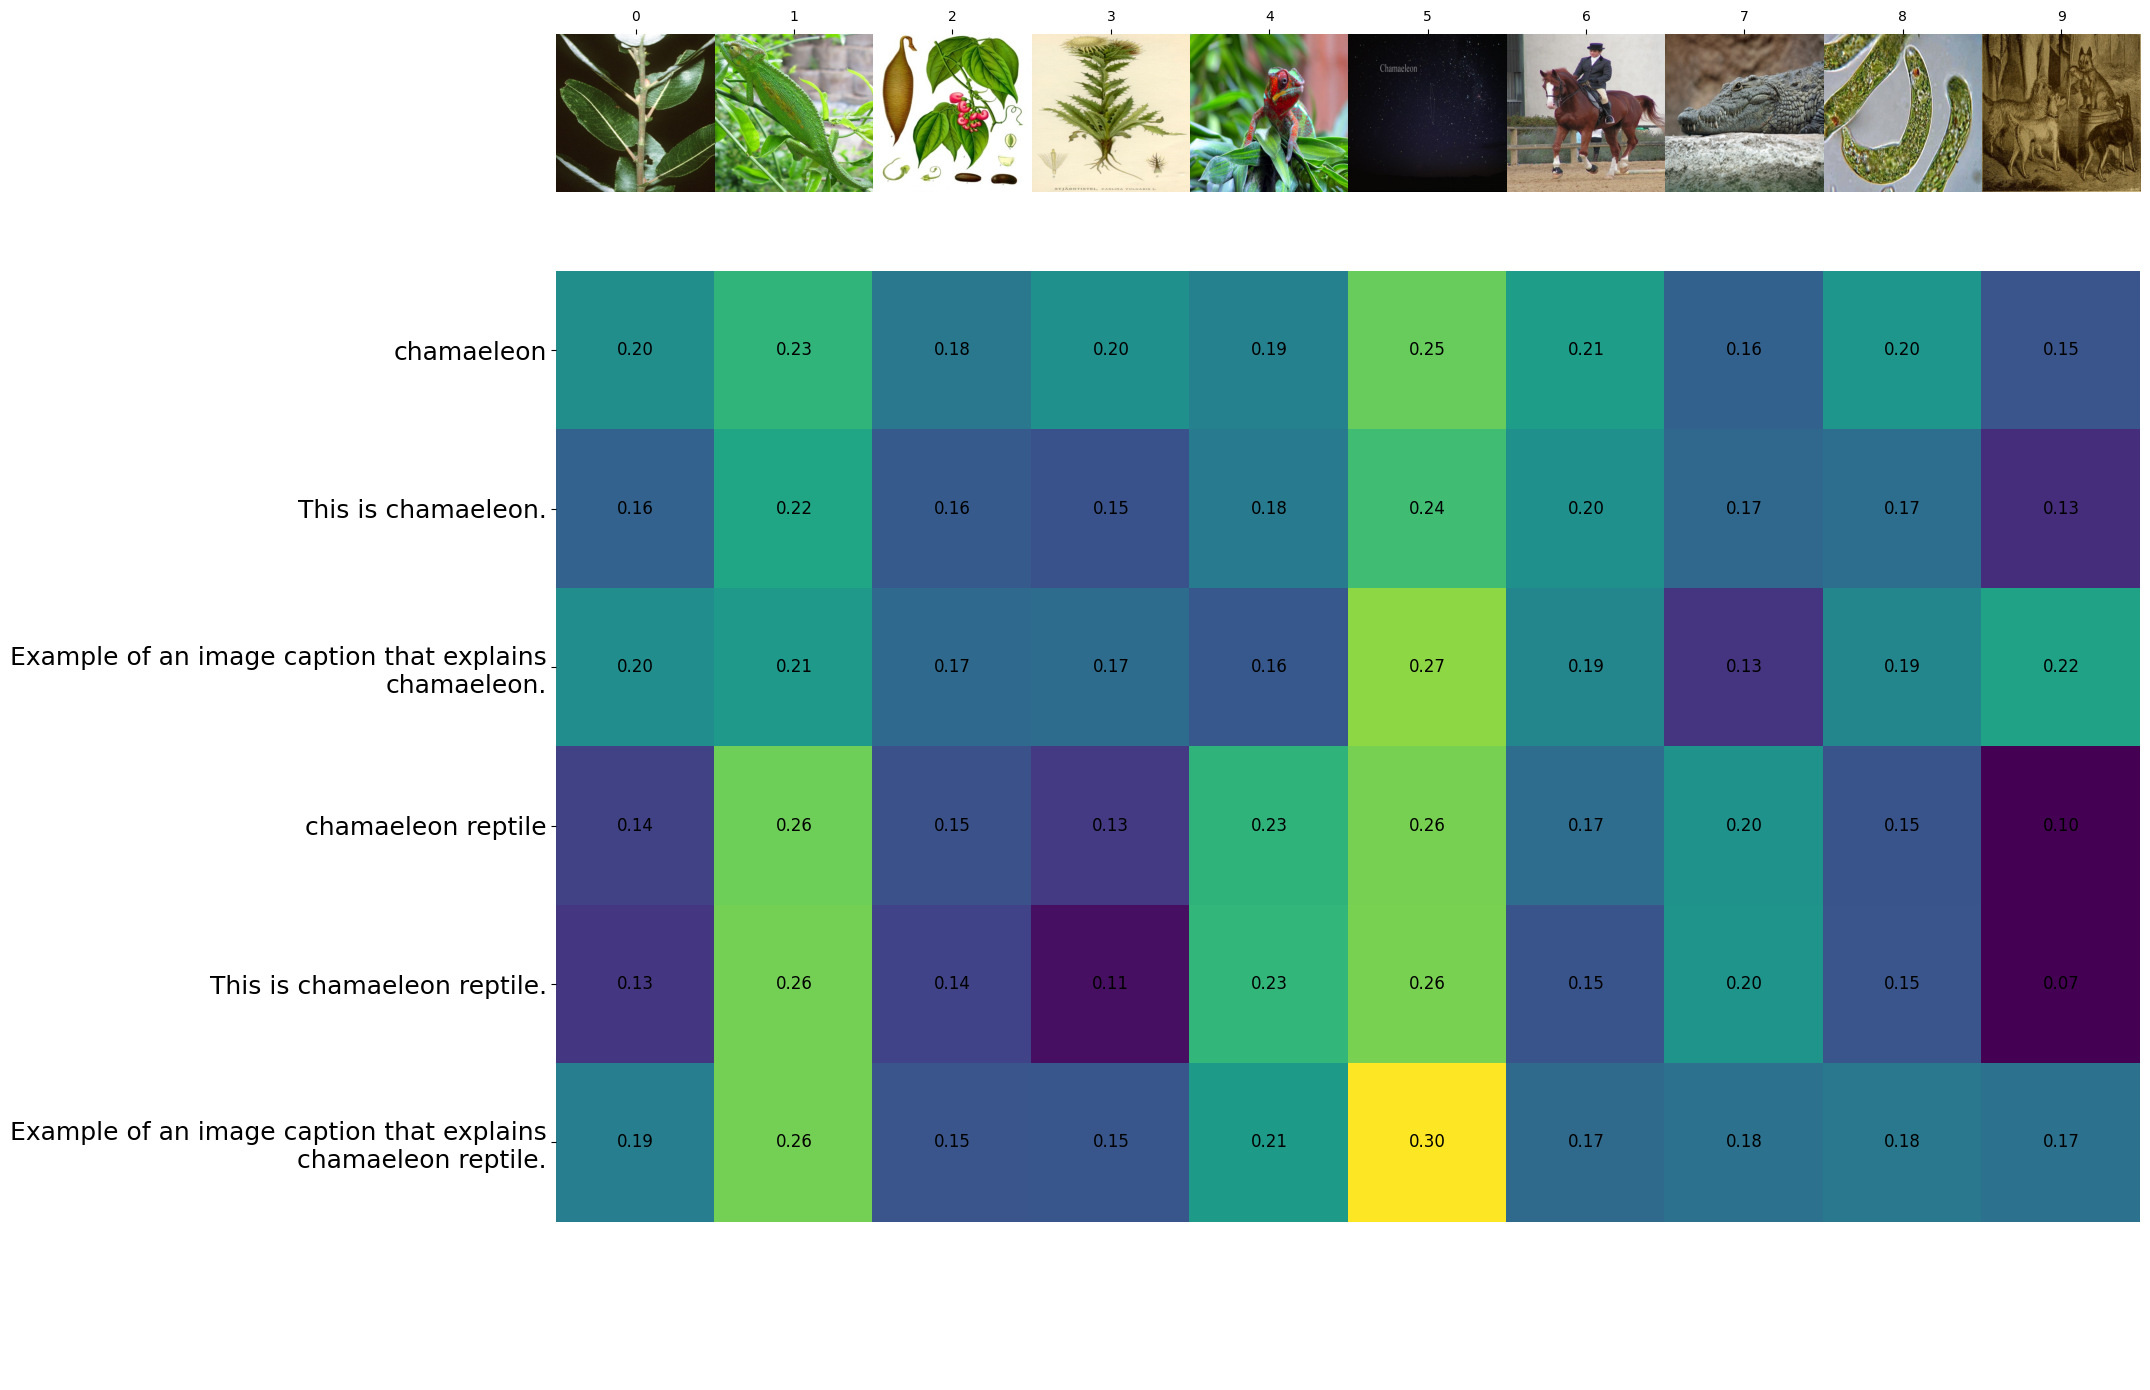 0 1 2 3 4 5 6 7 8 9
Chamaeleon
chamaeleon 0.20 0.23 0.18 0.20 0.19 0.25 0.21 0.16 0.20 0.15
This is chamaeleon. 0.16 0.22 0.16 0.15 0.18 0.24 0.20 0.17 0.17 0.13
Example of an image caption that explains
chamaeleon. 0.20 0.21 0.17 0.17 0.16 0.27 0.19 0.13 0.19 0.22
chamaeleon reptile 0.14 0.26 0.15 0.13 0.23 0.26 0.17 0.20 0.15 0.10
This is chamaeleon reptile. 0.13 0.26 0.14 0.11 0.23 0.26 0.15 0.20 0.15 0.07
Example of an image caption that explains
chamaeleon reptile. 0.19 0.26 0.15 0.15 0.21 0.30 0.17 0.18 0.18 0.17